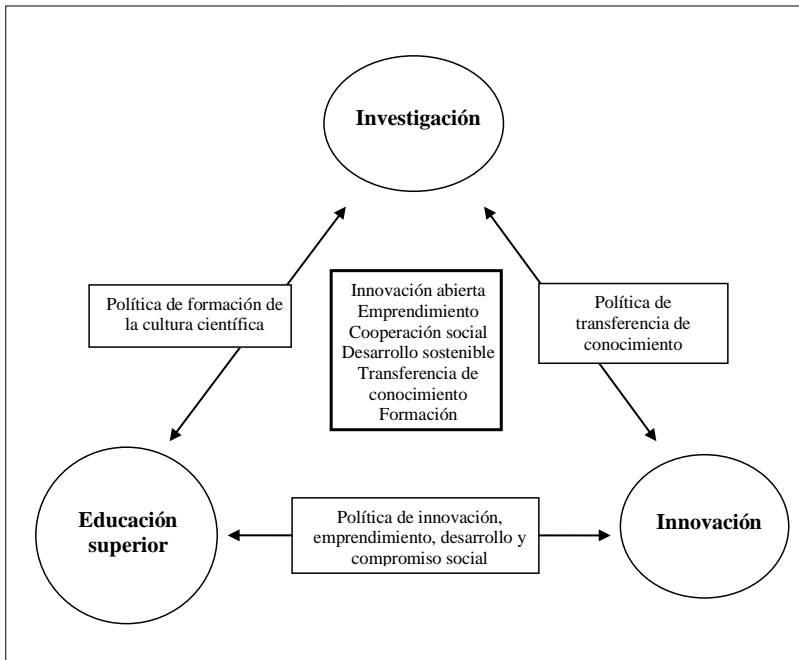 Investigación
Política de formación de
la cultura científica
Innovación abierta
Emprendimiento
Cooperación social
Desarrollo sostenible
Transferencia de
conocimiento
Formación
Política de
transferencia de
conocimiento
Educación
superior
Política de innovación,
emprendimiento, desarrollo y
compromiso social
Innovación